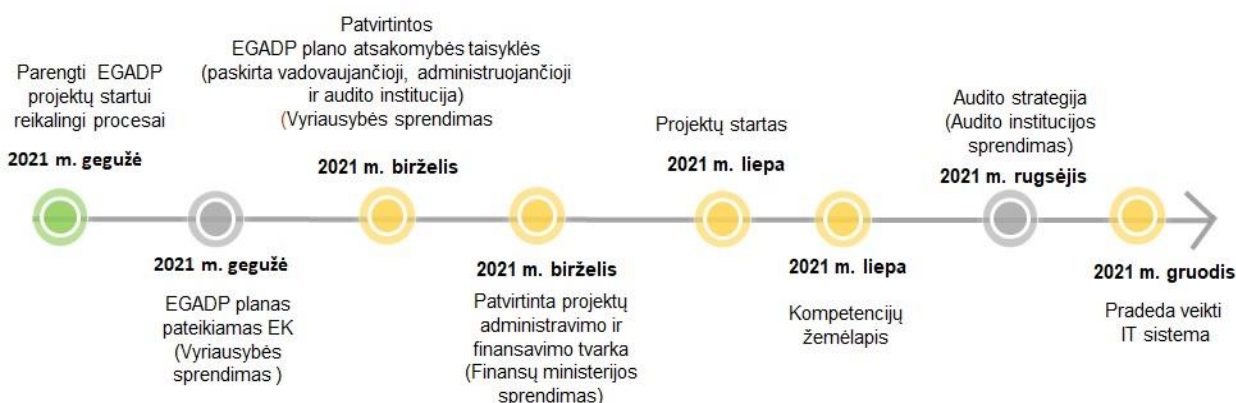 Parengti EGADP
projektų startui
reikalingi procesai
2021 m. gegužė
2021 m. gegužė
EGADP planas
pateikiamas EK
(Vyriausybės
sprendimas )
Patvirtintos
EGADP plano atsakomybės taisyklės
(paskirta vadovaujančioji, administruojančioji
ir audito institucija)
(Vyriausybės sprendimas
2021 m. birželis
2021 m. birželis
Patvirtinta projektų
administravimo ir
finansavimo tvarka
(Finansų ministerijos
sprendimas)
Projektų startas
2021 m. liepa
2021 m. liepa
Kompetencijų
žemėlapis
Audito strategija
(Audito institucijos
sprendimas)
2021 m. rugsėjis
2021 m. gruodis
Pradeda veikti
IT sistema